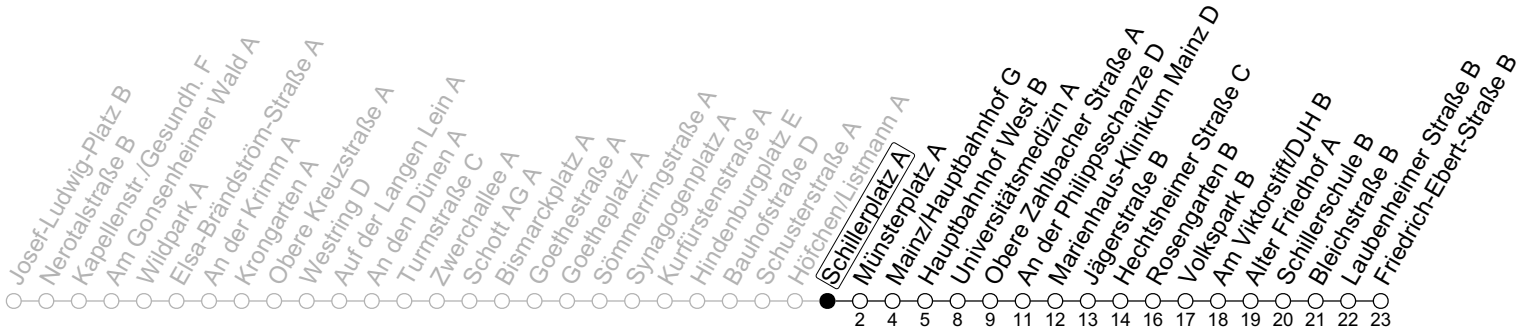 Josef-Ludwig-Platz B
Nerotalstraße B
Kapellenstr./Gesundh. F
Am Gonsenheimer Wald A
Wildpark A
Elsa-Brändström-Straße A
An der Krimm A
Krongarten A
Obere Kreuzstraße A
Westring D
Auf der Langen Lein A
An den Dünen A
Turmstraße C
Zwerchallee A
Schott AG A
Bismarckplatz A
Goethestraße A
Goetheplatz A
Sömmerringstraße A
Synagogenplatz A
Kurfürstenstraße A
Hindenburgplatz E
Bauhofstraße D
Schusterstraße A
Höfchen/Listmann A
Schillerplatz A
Münsterplatz A
Mainz/Hauptbahnhof G
Hauptbahnhof West B
Universitätsmedizin A
Obere Zahlbacher Straße A
An der Philippsschanze D
Marienhaus-Klinikum Mainz D
Jägerstraße B
Hechtsheimer Straße C
Rosengarten B
Volkspark B
Am Viktorstift/DJH B
Alter Friedhof A
Schillerschule B
Bleichstraße B
Laubenheimer Straße B
Friedrich-Ebert-Straße B
2 4 5 8 9 11 12 13 14 16 17 18 19 20 21 22 23